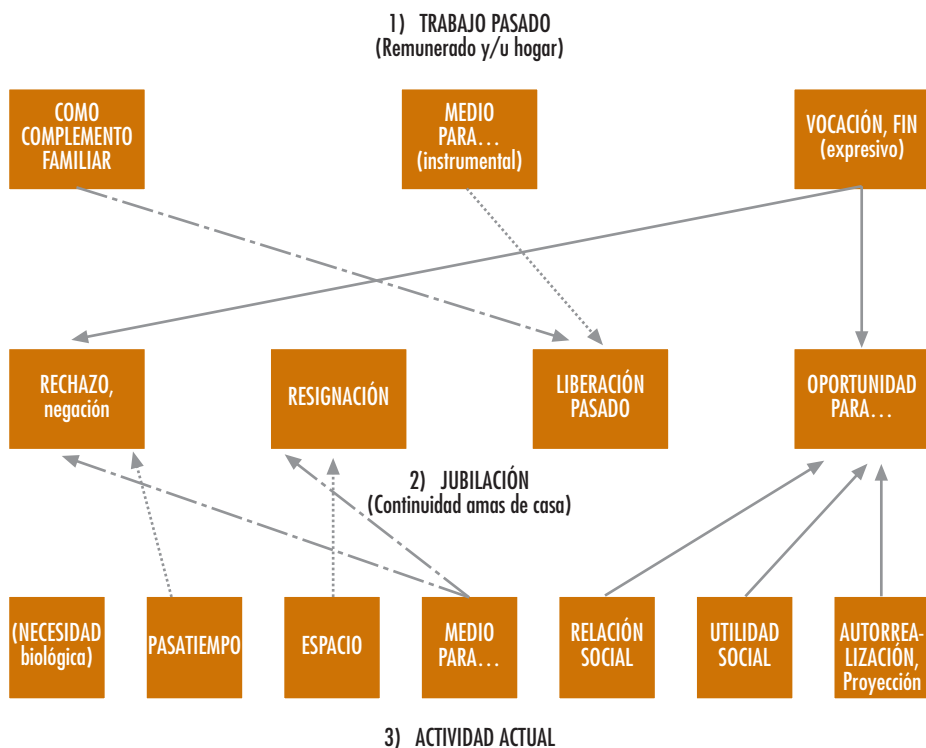 1) TRABAJO PASADO
(Remunerado y/u hogar)
COMO
COMPLEMENTO
FAMILIAR
MEDIO
PARA...
(instrumental)
VOCACIÓN, FIN
(expresivo)
RECHAZO,
negación
RESIGNACIÓN
LIBERACIÓN
PASADO
OPORTUNIDAD
PARA...
2) JUBILACIÓN
(Continuidad amas de casa)
(NECESIDAD
biológica)
PASATIEMPO
ESPACIO
MEDIO
PARA...
RELACIÓN
SOCIAL
UTILIDAD
SOCIAL
AUTORREA-
LIZACIÓN,
Proyección
3) ACTIVIDAD ACTUAL